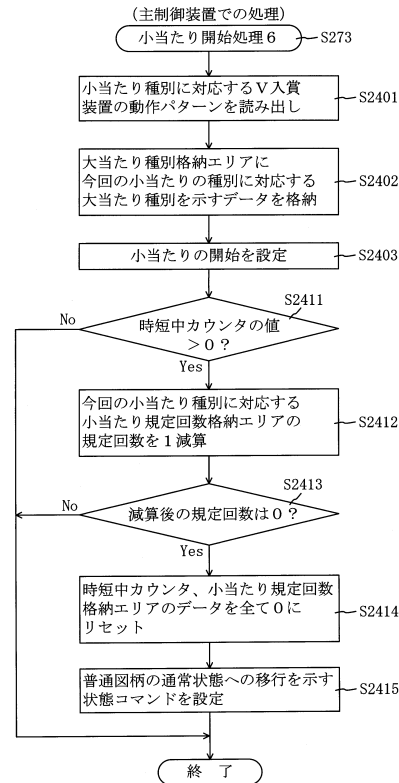 (主制御装置での処理)
小当たり開始処理6
S273
小当たり種別に対応するV入賞
装置の動作パターンを読み出し
S2401
大当たり種別格納エリアに
今回の小当たりの種別に対応する
大当たり種別を示すデータを格納
S2402
小当たりの開始を設定
S2403
S2411
No
時短中カウンタの値
>0?
Yes
今回の小当たり種別に対応する
小当たり規定回数格納エリアの
規定回数を1減算
S2412
S2413
No
減算後の規定回数は0?
Yes
時短中カウンタ、小当たり規定回数
格納エリアのデータを全て0に
リセット
S2414
普通図柄の通常状態への移行を示す
状態コマンドを設定
S2415
終 了